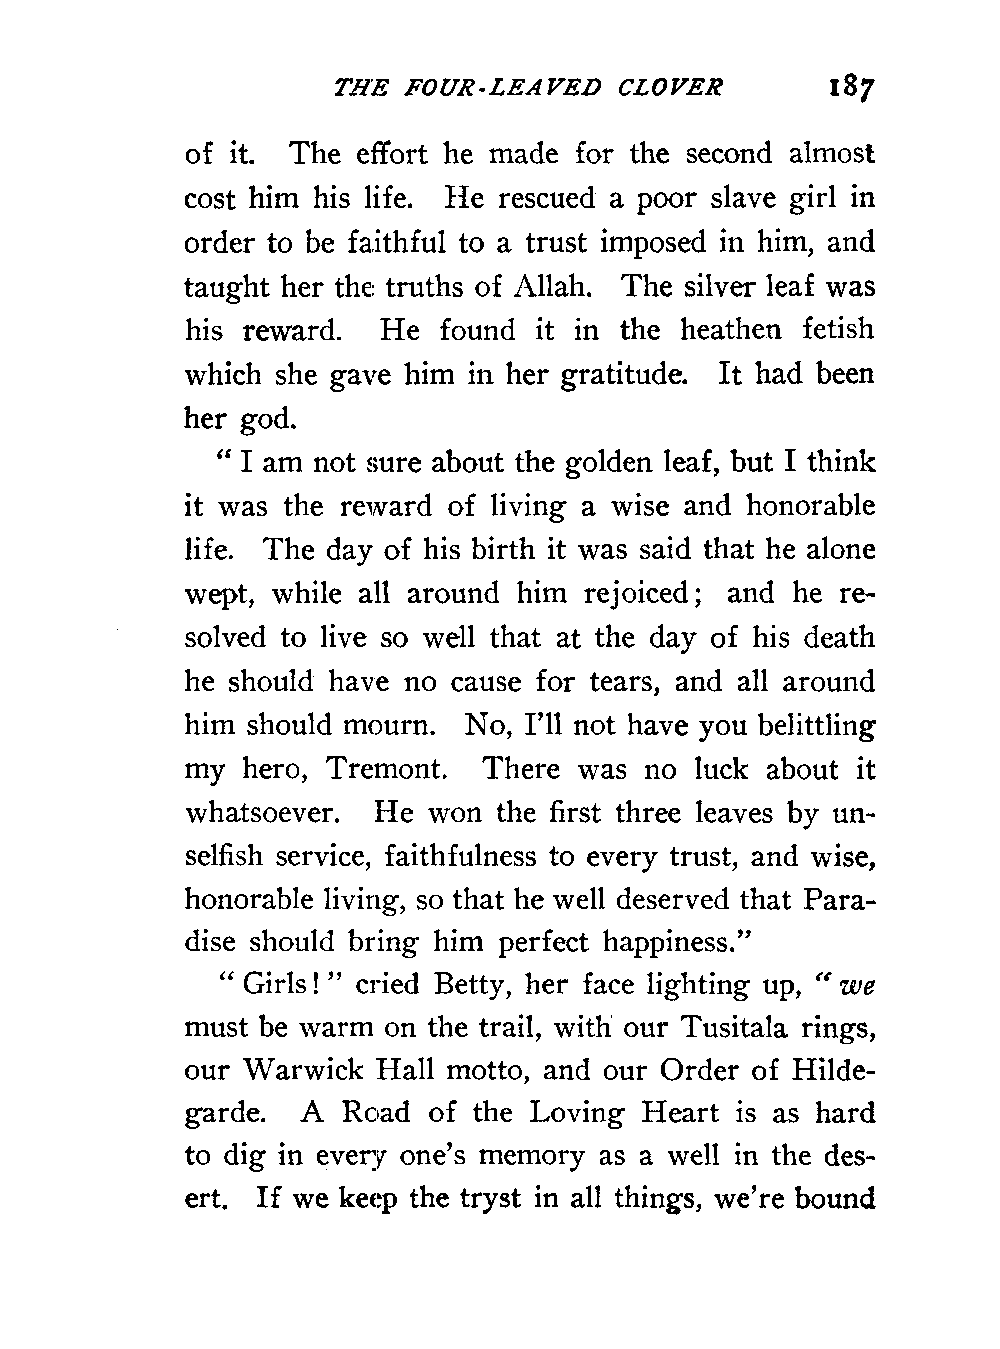 THE FOUR-LEAVED CLOVER 187
of it. The effort he made for the second almost
cost him his life. He rescued a poor slave girl in
order to be faithful to a trust imposed in him, and
taught her the truths of Allah. The silver leaf was
his reward. He found it in the heathen fetish
which she gave him in her gratitude. It had been
her god.
“ I am not sure about the golden leaf, but I think
it was the reward of living a wise and honorable
life. The day of his birth it was said that he alone
wept, while all around him rejoiced; and he re-
solved to live so well that at the day of his death
he should have no cause for tears, and all around
him should mourn. No, I’ll not have you belittling
my hero, Tremont. There was no luck about it
whatsoever. He won the first three leaves by un-
selfish service, faithfulness to every trust, and wise,
honorable living, so that he well deserved that Para-
dise should bring him perfect happiness.”
“ Girls! ” cried Betty, her face lighting up, “ we
must be warm on the trail, with our Tusitala rings,
our Warwick Hall motto, and our Order of Hilde-
garde. A Road of the Loving Heart is as hard
to dig in every one’s memory as a well in the des-
ert. If we keep the tryst in all things, we’re bound